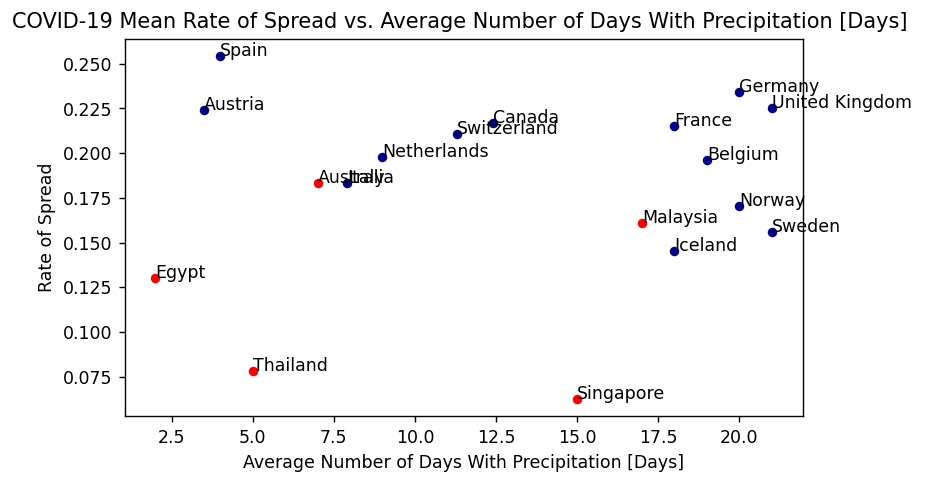 COVID-19 Mean Rate of Spread vs. Average Number of Days With Precipitation [Days]
Spain
0.250
Germany
United Kingdom
Austria
0.225
Canada
France
Switzerland
0.200
Netherlands
Belgium
Australia
Italy
0.175
Norway
Malaysia
Sweden
0.150
Iceland
Egypt
0.125
0.100
Thailand
0.075
Singapore
Rate of Spread
2.5 5.0 7.5 10.0 12.5 15.0 17.5 20.0
Average Number of Days With Precipitation [Days]